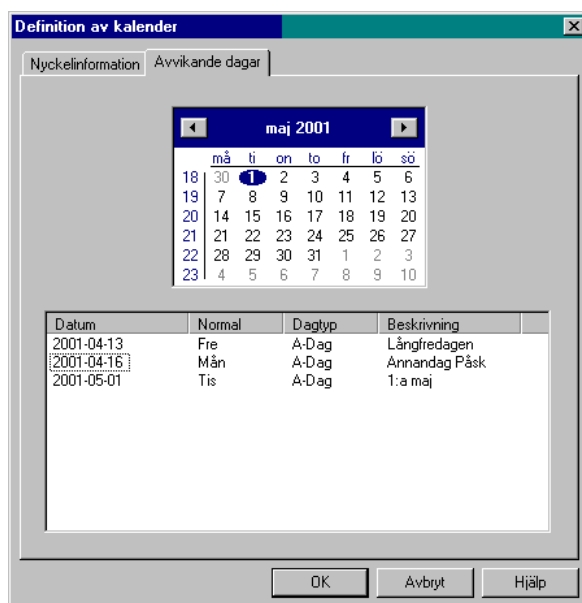 Definition av kalender
Nyckelinformation Avvikande dagar
maj 2001
må ti on to fr lö sö
18 30 1 2 3 4 5 6
19 7 8 9 10 11 12 13
20 14 15 16 17 18 19 20
21 21 22 23 24 25 26 27
22 28 29 30 31 1 2 3
23 4 5 6 7 8 9 10
Datum Normal Dagtyp Beskrivning
2001-04-13 Fre A-Dag Långfredagen
2001-04-16 Mån A-Dag Annandag Påsk
2001-05-01 Tis A-Dag 1:a maj
OK Avbryt Hjälp